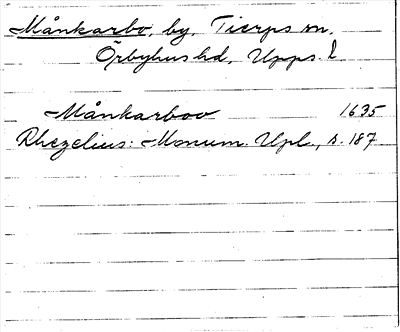 Månkarbo, by, Tierps sn.
Örbyhus hd, Upps. l.
Månkarboo 1635
Rhezelius: Monum. Upl., s. 187